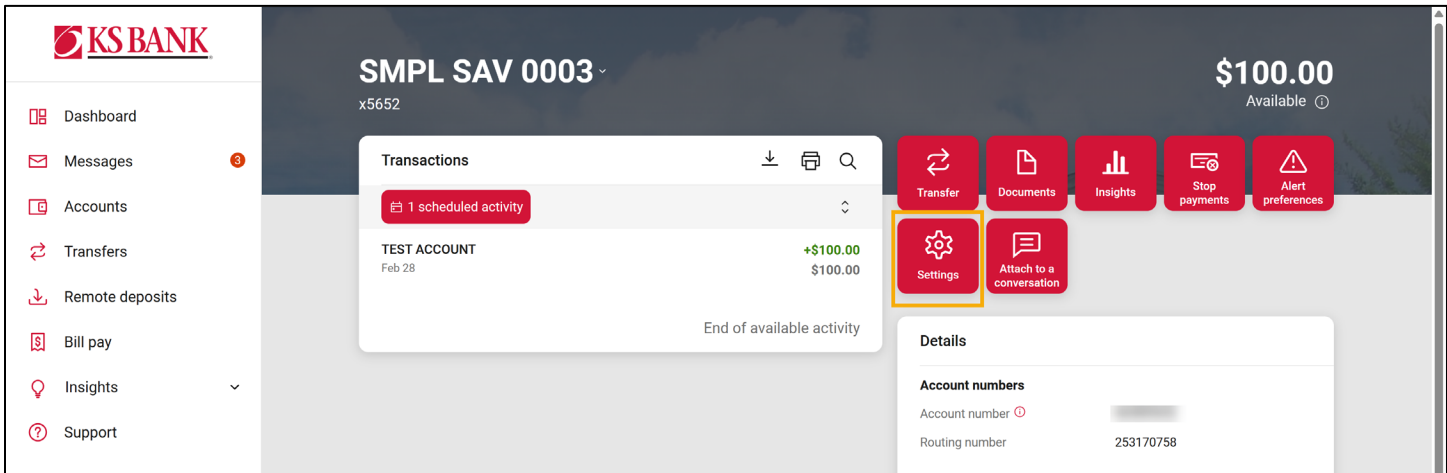 KS BANK
Dashboard
Messages
3
Accounts
Transfers
Remote deposits
Bill pay
Insights
Support
SMPL SAV 0003
x5652
$100.00
Available
Transactions
1 scheduled activity
TEST ACCOUNT
+$100.00
Feb 28
$100.00
End of available activity
Transfer
Documents
Insights
Stop
payments
Alert
preferences
Settings
Attach to a
conversation
Details
Account numbers
Account number
Routing number
253170758